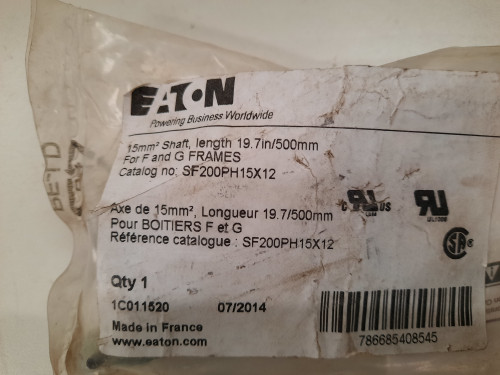 EATON
Powering Business Worldwide
15mm² Shaft, length 19.7in/500mm
For F and G FRAMES
Catalog no: SF200PH15X12
Axe de 15mm², Longueur 19.7/500mm
Pour BOITIERS F et G
Référence catalogue : SF200PH15X12
Qty 1
1C011520 07/2014
Made in France
www.eaton.com
786685408545